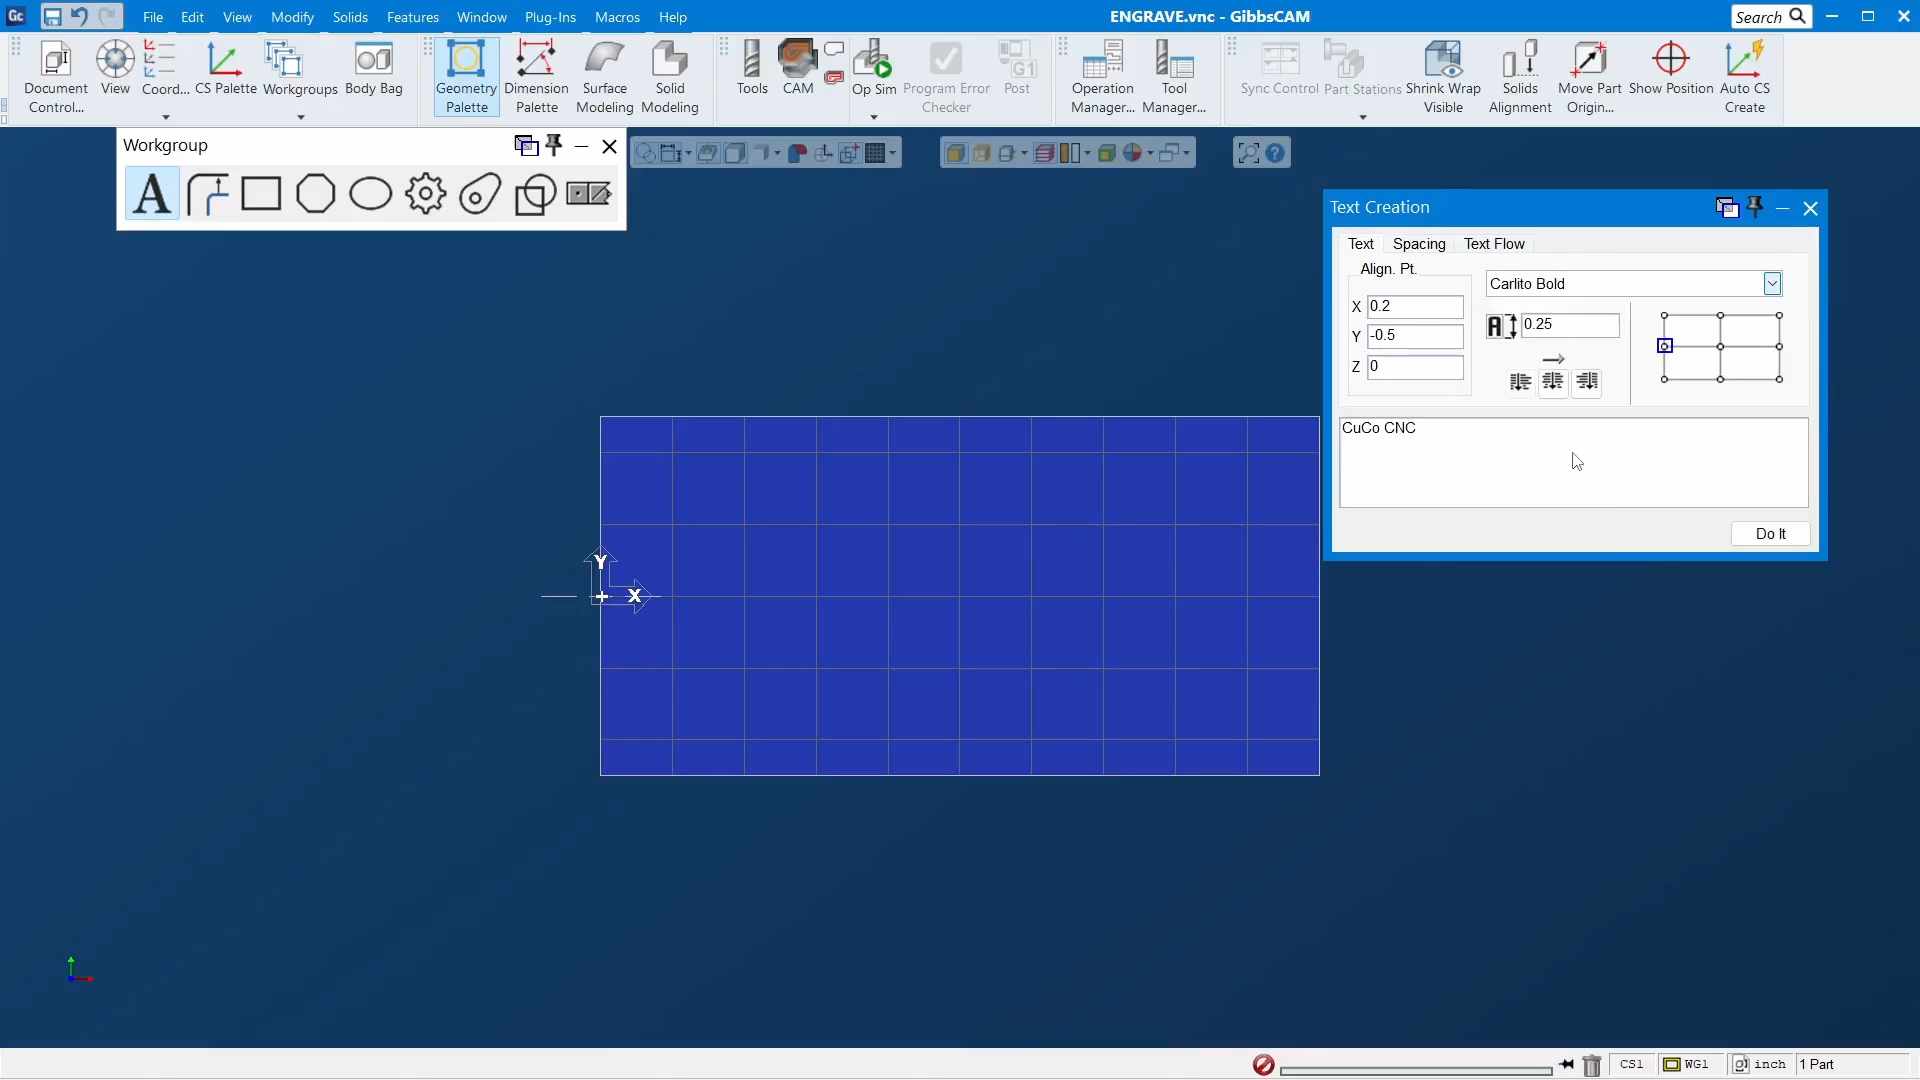 Gc File Edit View Modify Solids Features Window Plug-Ins Macros Help ENGRAVE.vnc - GibbsCAM Search
Document Control... View Coord... CS Palette Workgroups Body Bag Geometry Palette Dimension Palette Surface Modeling Solid Modeling Tools CAM Op Sim Program Error Checker G1 Post Operation Manager... Tool Manager... Sync Control Part Stations Shrink Wrap Visible Solids Alignment Move Part Origin... Show Position Auto CS Create
Workgroup
A
Text Creation
Text Spacing Text Flow
Align. Pt.
Carlito Bold
X 0.2
A 0.25
Y -0.5
Z 0
CuCo CNC
Do It
Y
X
CS1 WG1 inch 1 Part